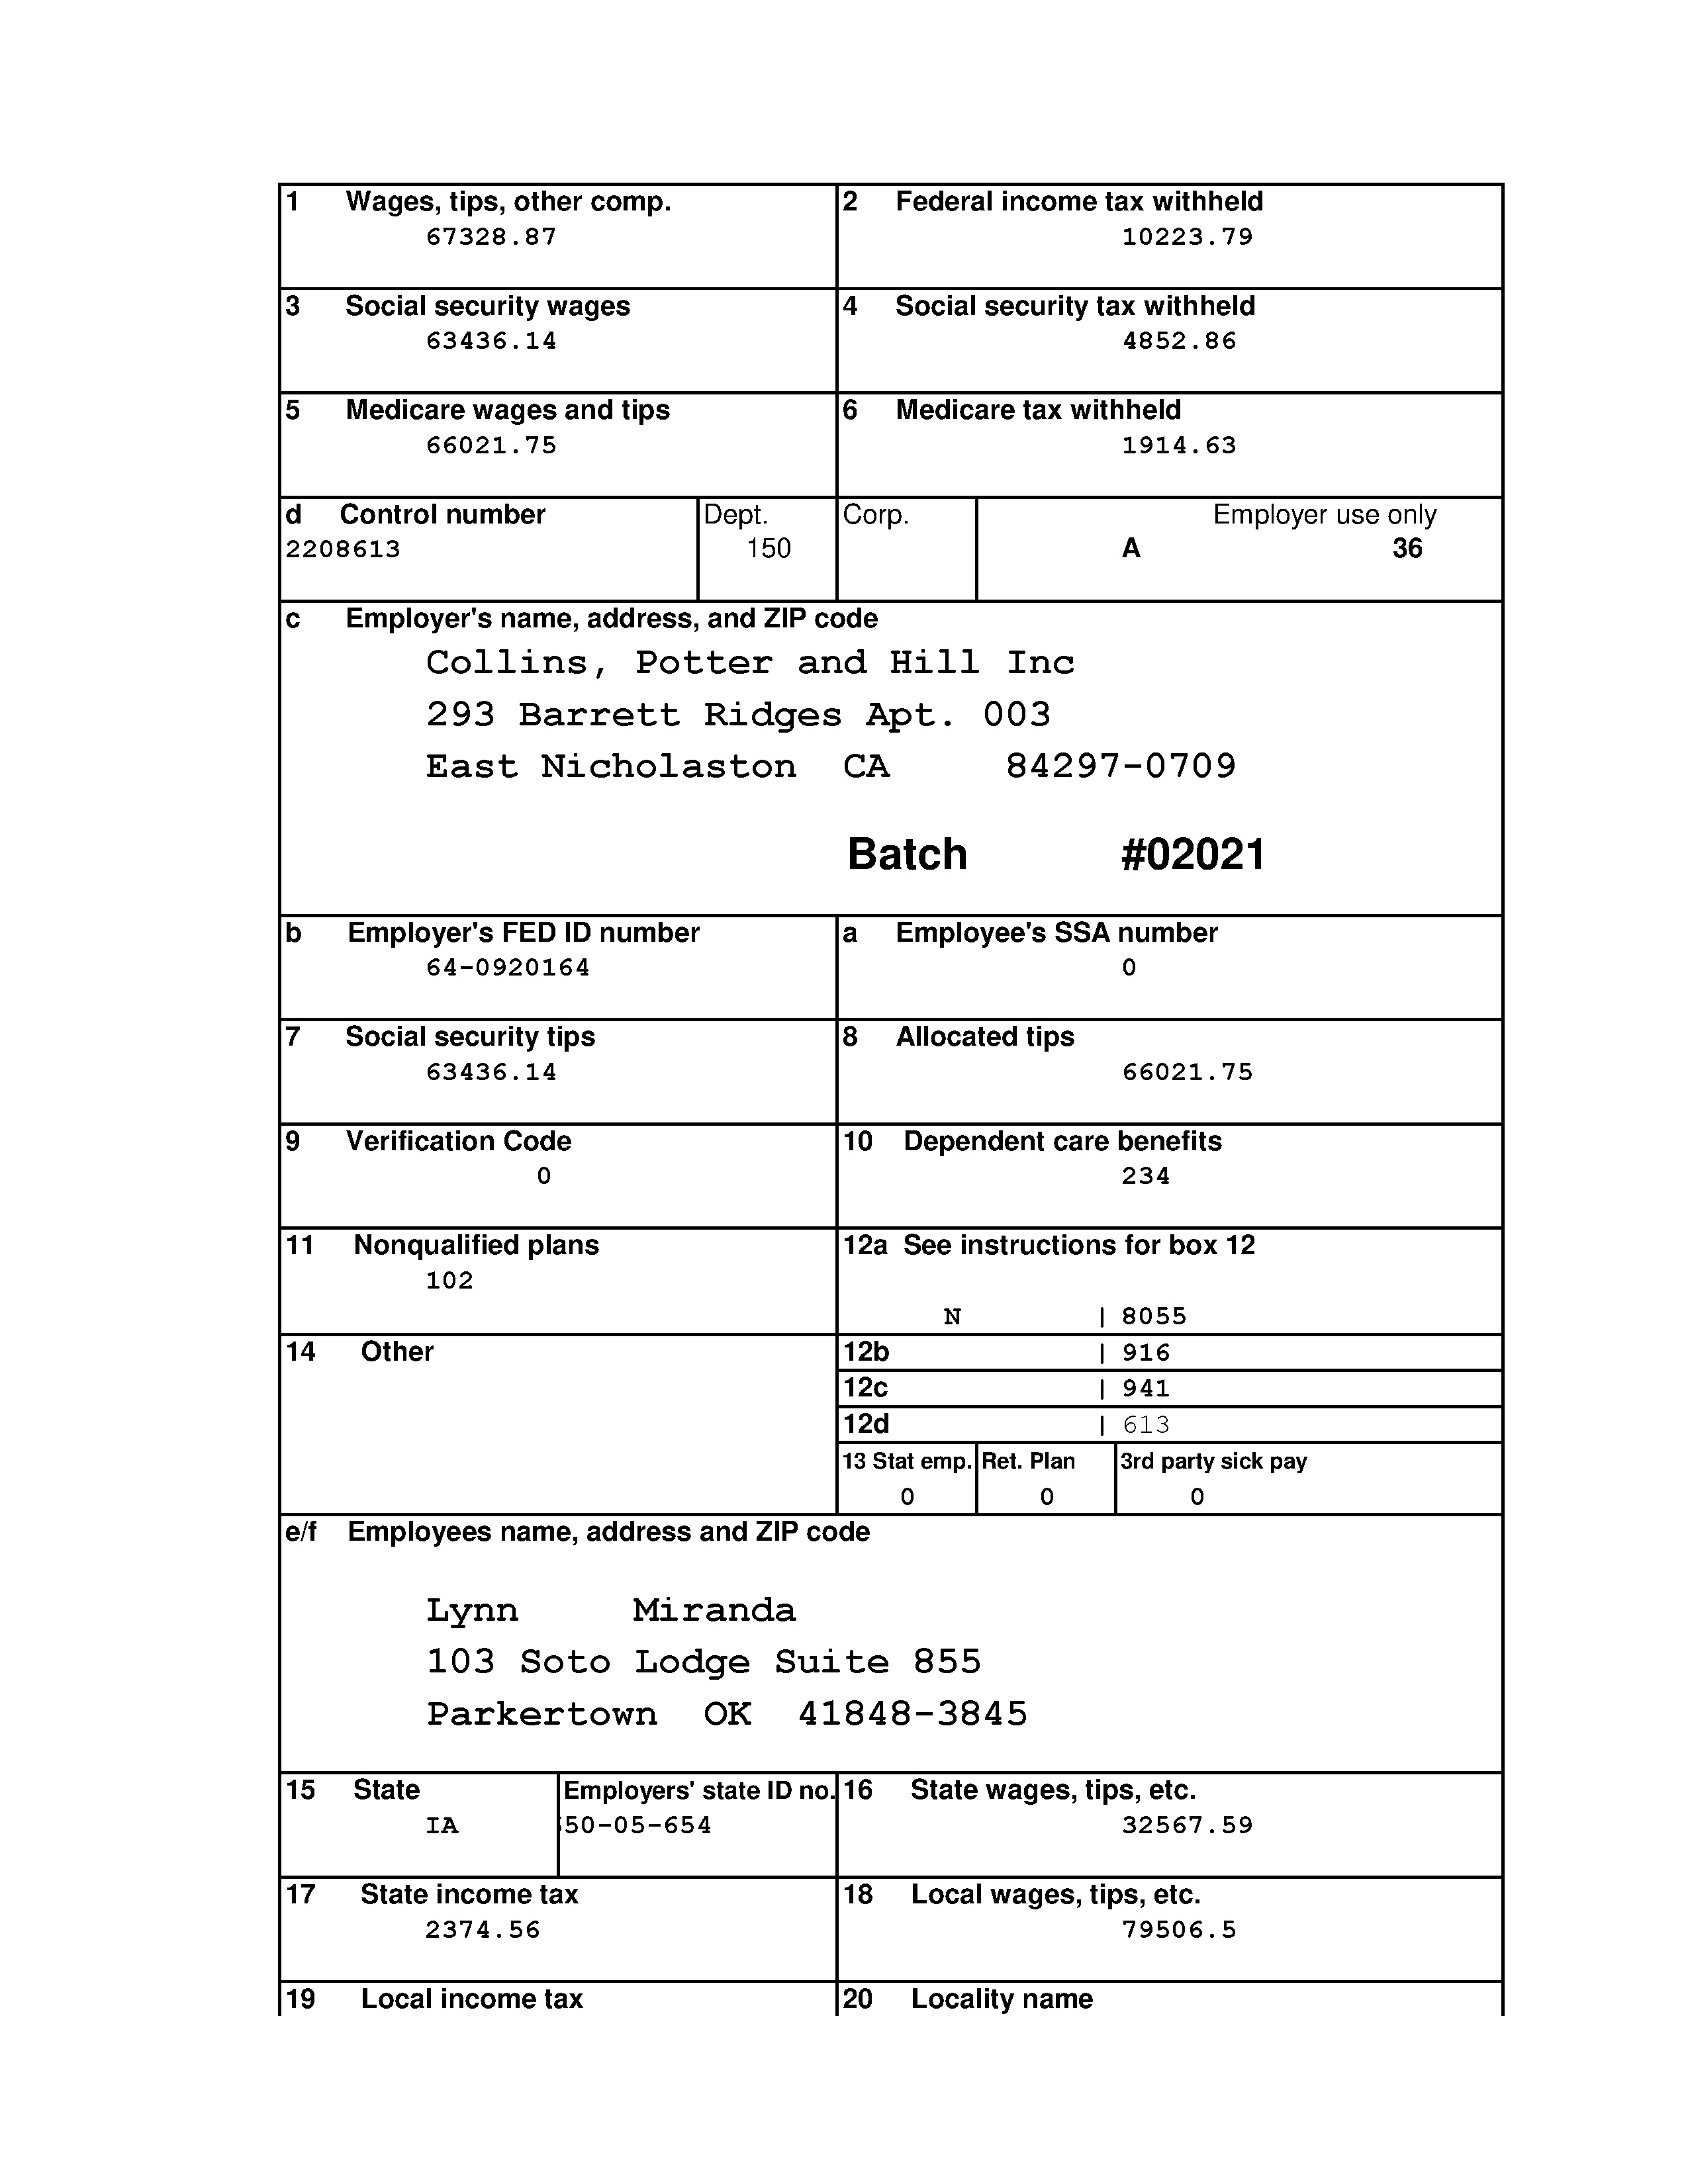 1 Wages, tips, other comp. 2 Federal income tax withheld
67328.87 10223.79
3 Social security wages 4 Social security tax withheld
63436.14 4852.86
5 Medicare wages and tips 6 Medicare tax withheld
66021.75 1914.63
d Control number Dept. Corp. Employer use only
2208613 150 A 36
c Employer's name, address, and ZIP code
Collins, Potter and Hill Inc
293 Barrett Ridges Apt. 003
East Nicholaston CA 84297-0709
Batch #02021
b Employer's FED ID number a Employee's SSA number
64-0920164 0
7 Social security tips 8 Allocated tips
63436.14 66021.75
9 Verification Code 10 Dependent care benefits
0 234
11 Nonqualified plans 12a See instructions for box 12
102
N | 8055
14 Other 12b | 916
12c | 941
12d | 613
13 Stat emp. Ret. Plan 3rd party sick pay
0 0 0
e/f Employees name, address and ZIP code
Lynn Miranda
103 Soto Lodge Suite 855
Parkertown OK 41848-3845
15 State Employers' state ID no. 16 State wages, tips, etc.
IA 50-05-654 32567.59
17 State income tax 18 Local wages, tips, etc.
2374.56 79506.5
19 Local income tax 20 Locality name